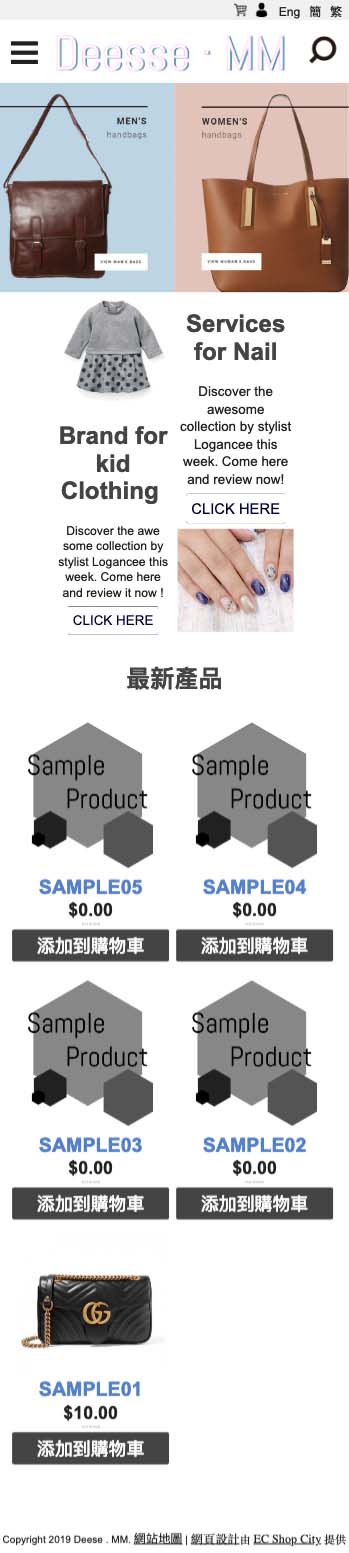 Eng 簡 繁
Deesse · MM
MEN'S
handbags
VIEW WOMAN'S BAGS
WOMEN'S
handbags
VIEW WOMAN'S BAGS
Brand for
kid
Clothing
Discover the awe
some collection by
stylist Logancee this
week. Come here
and review it now !
CLICK HERE
Services
for Nail
Discover the
awesome
collection by stylist
Logancee this
week. Come here
and review now!
CLICK HERE
最新產品
Sample
Product
SAMPLE05
$0.00
添加到購物車
Sample
Product
SAMPLE04
$0.00
添加到購物車
Sample
Product
SAMPLE03
$0.00
添加到購物車
Sample
Product
SAMPLE02
$0.00
添加到購物車
SAMPLE01
$10.00
添加到購物車
Copyright 2019 Deese . MM. 網站地圖 | 網頁設計由 EC Shop City 提供